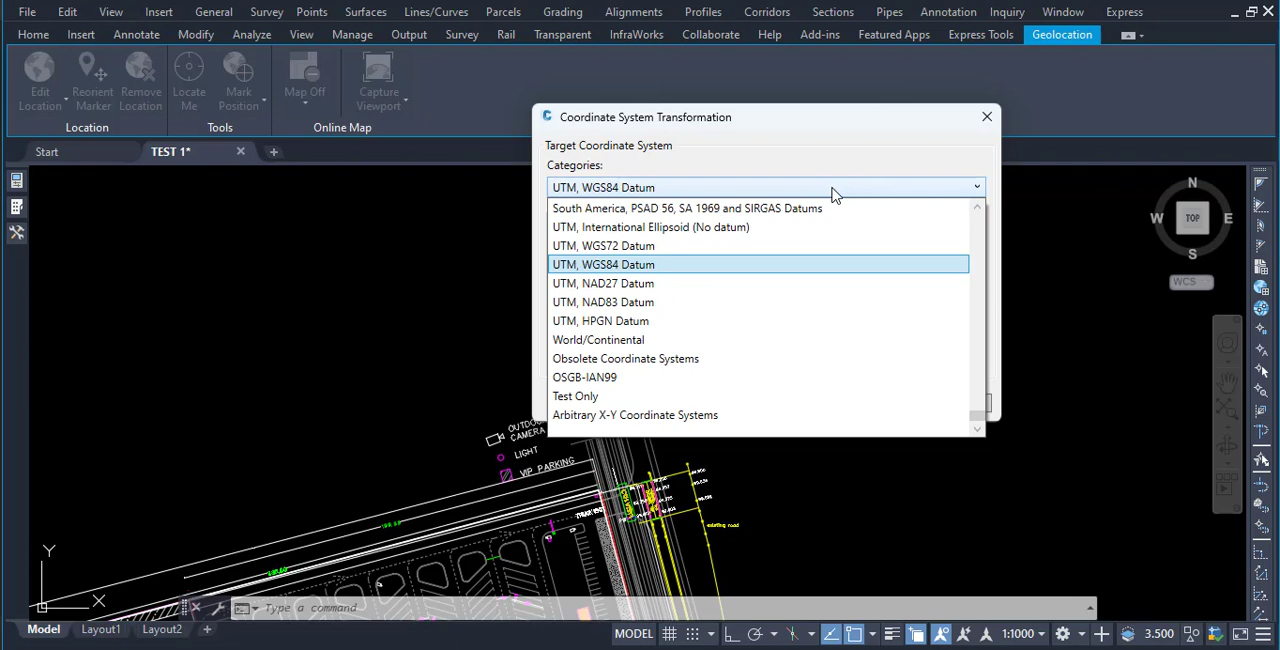 File Edit View Insert General Survey Points Surfaces Lines/Curves Parcels Grading Alignments Profiles Corridors Sections Pipes Annotation Inquiry Window Express
Home Insert Annotate Modify Analyze View Manage Output Survey Rail Transparent InfraWorks Collaborate Help Add-ins Featured Apps Express Tools Geolocation
Edit Location
Reorient Marker
Remove Location
Locate Me
Mark Position
Map Off
Capture Viewport
Location
Tools
Online Map
Start
TEST 1*
Coordinate System Transformation
Target Coordinate System
Categories:
UTM, WGS84 Datum
South America, PSAD 56, SA 1969 and SIRGAS Datums
UTM, International Ellipsoid (No datum)
UTM, WGS72 Datum
UTM, WGS84 Datum
UTM, NAD27 Datum
UTM, NAD83 Datum
UTM, HPGN Datum
World/Continental
Obsolete Coordinate Systems
OSGB-IAN99
Test Only
Arbitrary X-Y Coordinate Systems
N
W TOP E
S
WCS
OUTDOOR
CAMERA
LIGHT
VIP PARKING
existing road
Y
X
Type a command
Model Layout1 Layout2
MODEL 1:1000 3.500